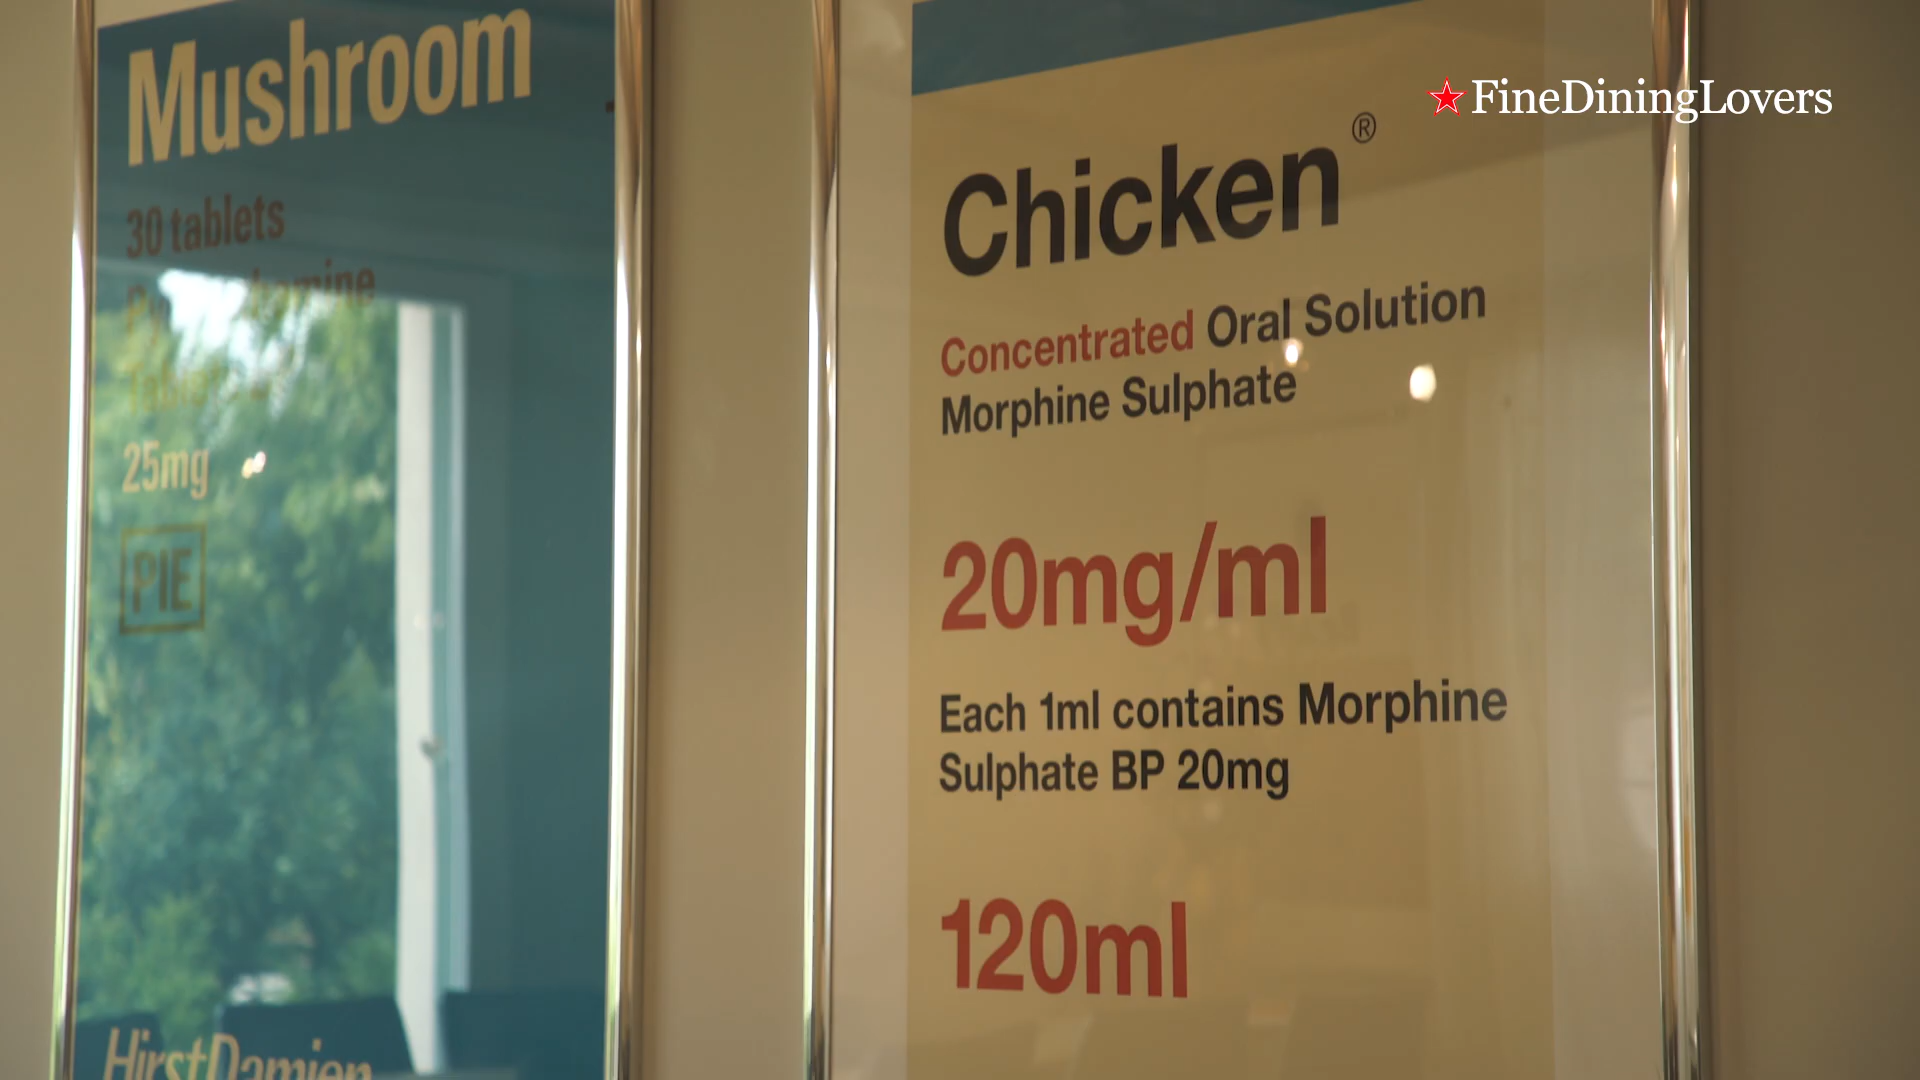 Mushroom
30 tablets
25mg
PIE
HirstDamien
FineDiningLovers
Chicken®
Concentrated Oral Solution
Morphine Sulphate
20mg/ml
Each 1ml contains Morphine
Sulphate BP 20mg
120ml